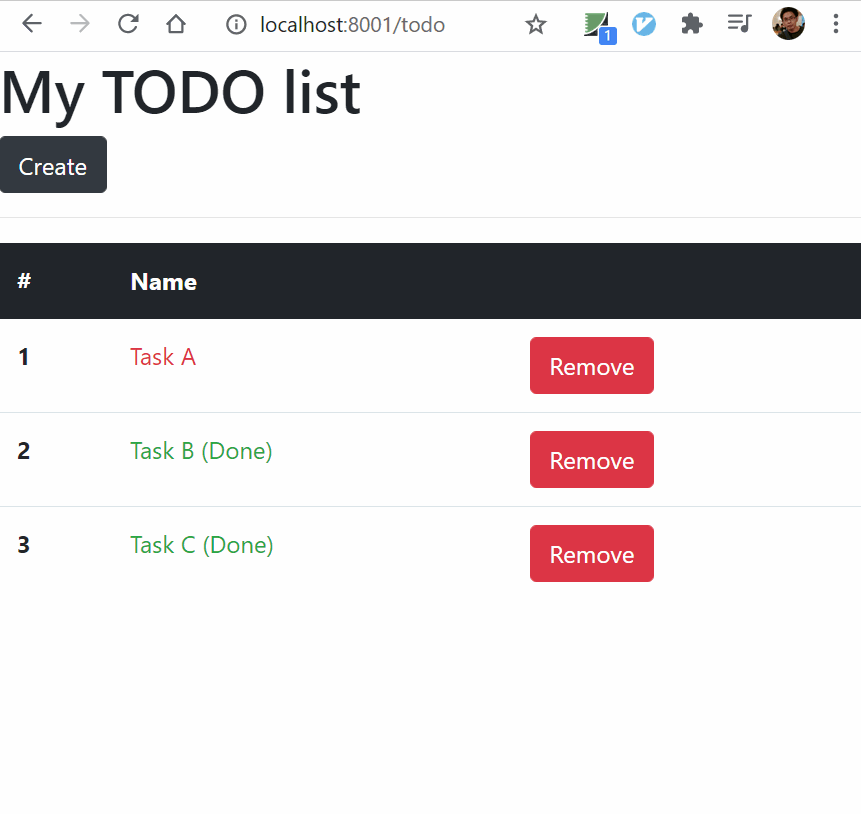 localhost:8001/todo
1
My TODO list
Create
# Name
1 Task A Remove
2 Task B (Done) Remove
3 Task C (Done) Remove